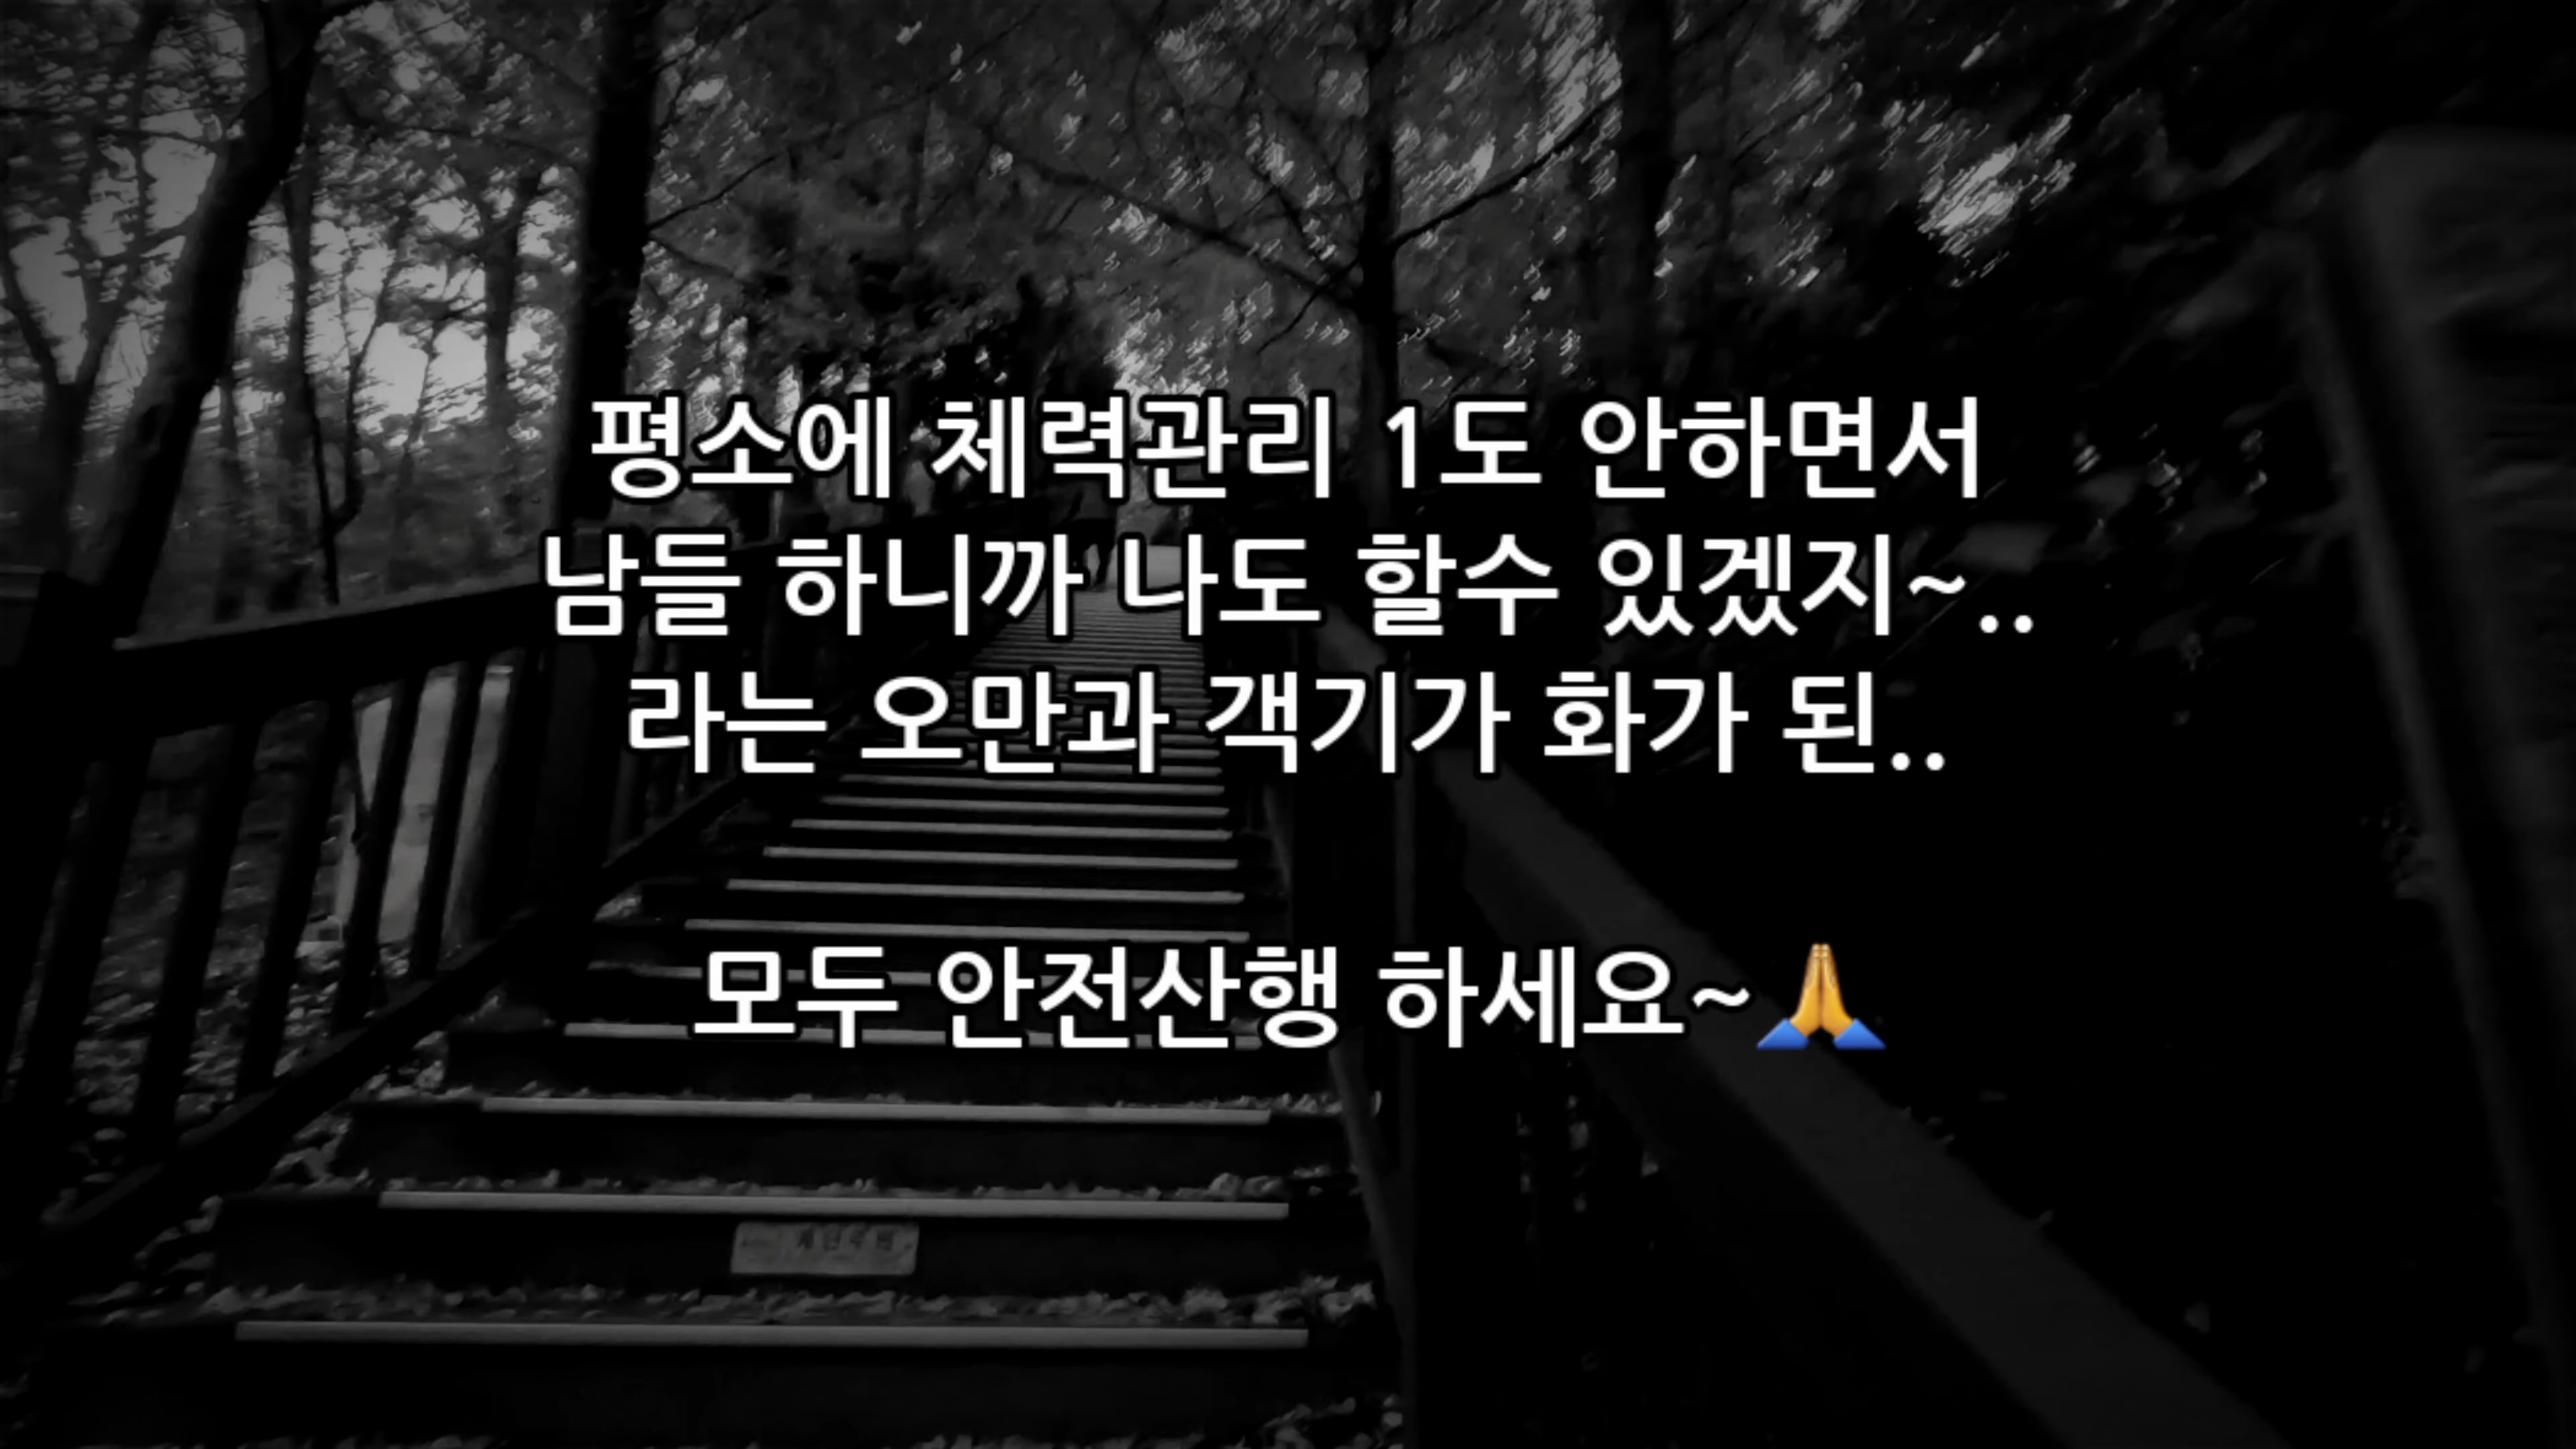 평소에 체력관리 1도 안하면서
남들 하니까 나도 할수 있겠지~..
라는 오만과 객기가 화가 된..
모두 안전산행 하세요~🙏